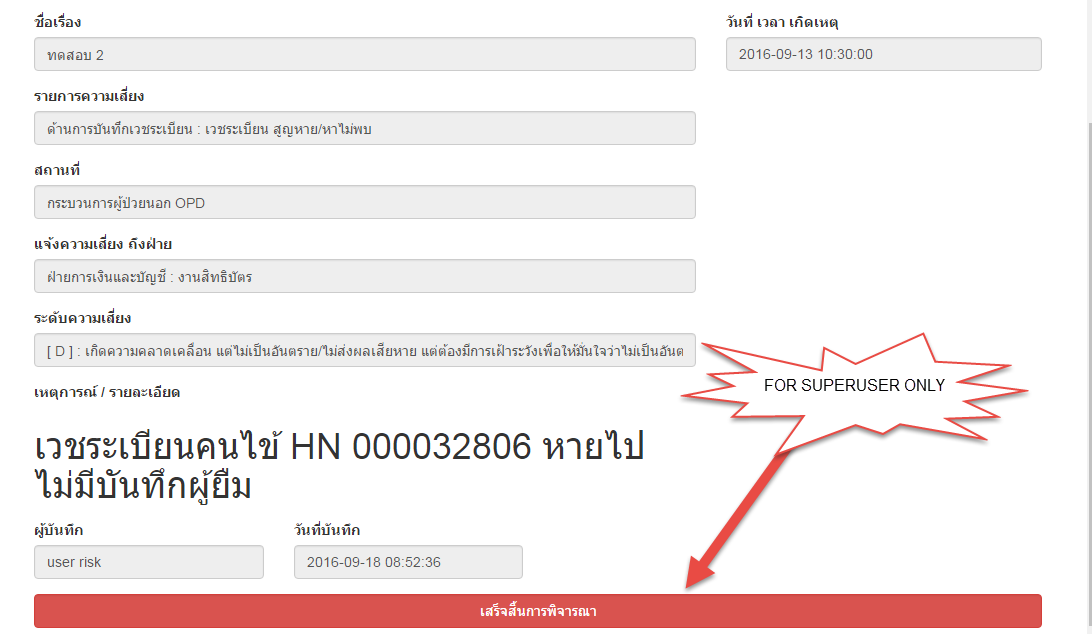 ชื่อเรื่อง
วันที่ เวลา เกิดเหตุ
ทดสอบ 2
2016-09-13 10:30:00
รายการความเสี่ยง
ด้านการบันทึกเวชระเบียน : เวชระเบียน สูญหาย/หาไม่พบ
สถานที่
กระบวนการผู้ป่วยนอก OPD
แจ้งความเสี่ยง ถึงฝ่าย
ฝ่ายการเงินและบัญชี : งานสิทธิบัตร
ระดับความเสี่ยง
[ D ] : เกิดความคลาดเคลื่อน แต่ไม่เป็นอันตราย/ไม่ส่งผลเสียหาย แต่ต้องมีการเฝ้าระวังเพื่อให้มั่นใจว่าไม่เป็นอันต
FOR SUPERUSER ONLY
เหตุการณ์ / รายละเอียด
เวชระเบียนคนไข้ HN 000032806 หายไป
ไม่มีบันทึกผู้ยืม
ผู้บันทึก
วันที่บันทึก
user risk
2016-09-18 08:52:36
เสร็จสิ้นการพิจารณา